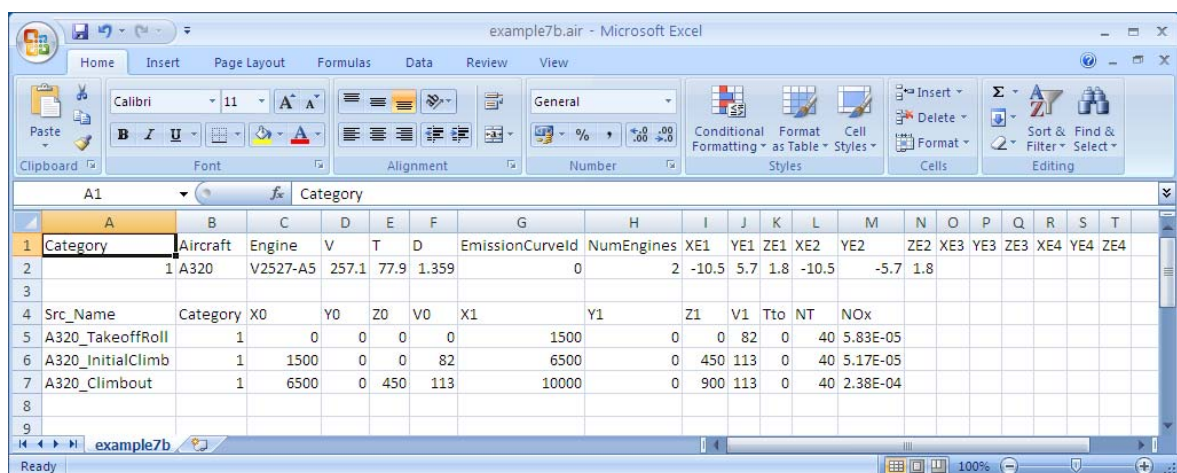 example7b.air - Microsoft Excel
Home Insert Page Layout Formulas Data Review View
Calibri 11 A A General Insert Σ
Paste B I U A % , .0 .00 .00 .0 Conditional Formatting Format as Table Cell Styles Delete Format Sort & Filter Find & Select
Clipboard Font Alignment Number Styles Cells Editing
A1 fx Category
A B C D E F G H I J K L M N O P Q R S T
1 Category Aircraft Engine V T D EmissionCurveId NumEngines XE1 YE1 ZE1 XE2 YE2 ZE2 XE3 YE3 ZE3 XE4 YE4 ZE4
2 1 A320 V2527-A5 257.1 77.9 1.359 0 2 -10.5 5.7 1.8 -10.5 -5.7 1.8
3
4 Src_Name Category X0 Y0 Z0 V0 X1 Y1 Z1 V1 Tto NT NOx
5 A320_TakeoffRoll 1 0 0 0 0 1500 0 0 82 0 40 5.83E-05
6 A320_InitialClimb 1 1500 0 0 82 6500 0 450 113 0 40 5.17E-05
7 A320_Climbout 1 6500 0 450 113 10000 0 900 113 0 40 2.38E-04
8
9
example7b
Ready 100%